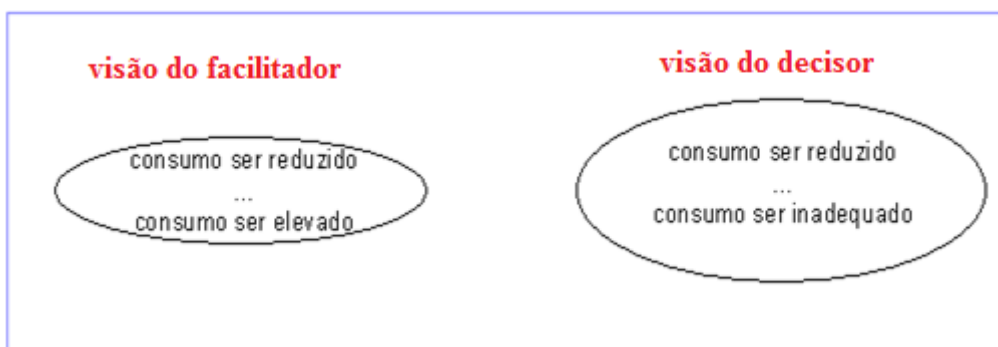 visão do facilitador
consumo ser reduzido
...
consumo ser elevado
visão do decisor
consumo ser reduzido
...
consumo ser inadequado